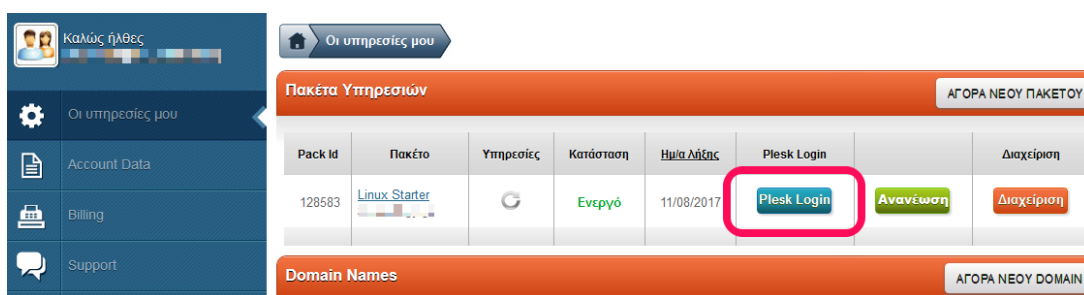 Καλώς ήλθες
Οι υπηρεσίες μου
Account Data
Billing
Support
Οι υπηρεσίες μου
Πακέτα Υπηρεσιών
ΑΓΟΡΑ ΝΕΟΥ ΠΑΚΕΤΟΥ
Pack Id Πακέτο Υπηρεσίες Κατάσταση Ημ/α Λήξης Plesk Login Διαχείριση
128583 Linux Starter Ενεργό 11/08/2017 Plesk Login Ανανέωση Διαχείριση
Domain Names
ΑΓΟΡΑ ΝΕΟΥ DOMAIN